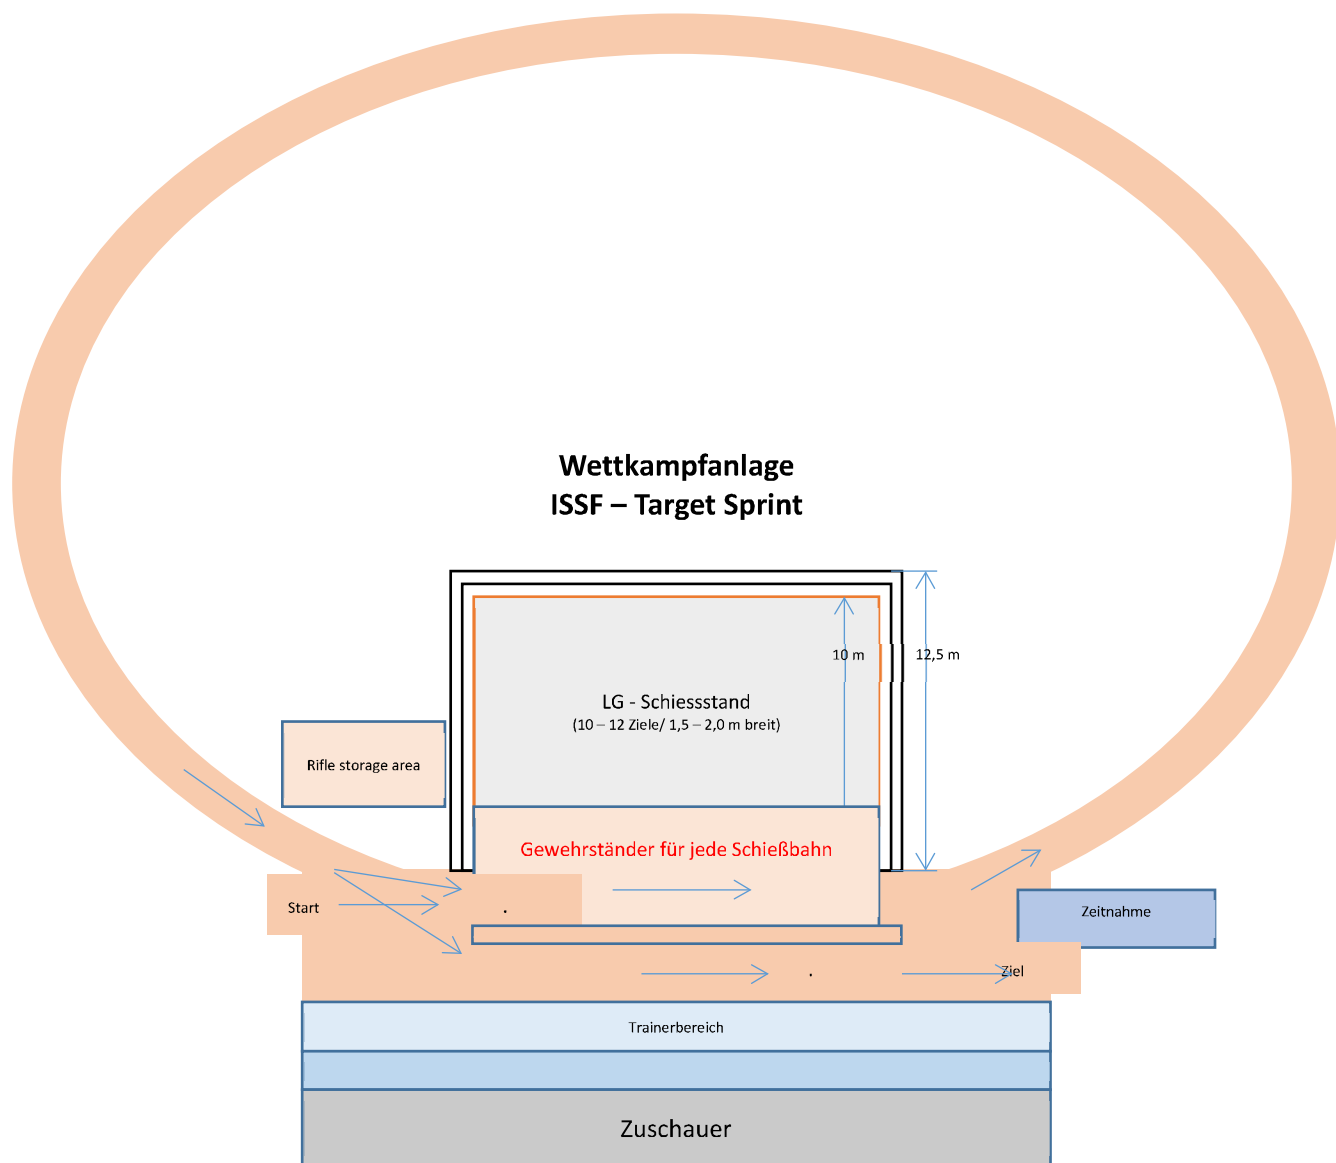 Wettkampfanlage
ISSF – Target Sprint
10 m
12,5 m
LG - Schiessstand
(10 – 12 Ziele/ 1,5 – 2,0 m breit)
Rifle storage area
Gewehrständer für jede Schießbahn
Start
.
Zeitnahme
.
Ziel
Trainerbereich
Zuschauer